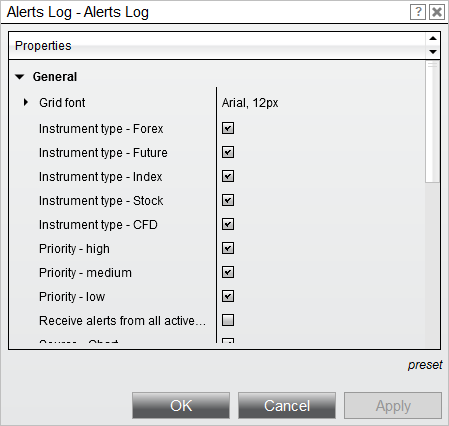 Alerts Log - Alerts Log
Properties
General
Grid font Arial, 12px
Instrument type - Forex
Instrument type - Future
Instrument type - Index
Instrument type - Stock
Instrument type - CFD
Priority - high
Priority - medium
Priority - low
Receive alerts from all active...
Source - Chart
preset
OK Cancel Apply